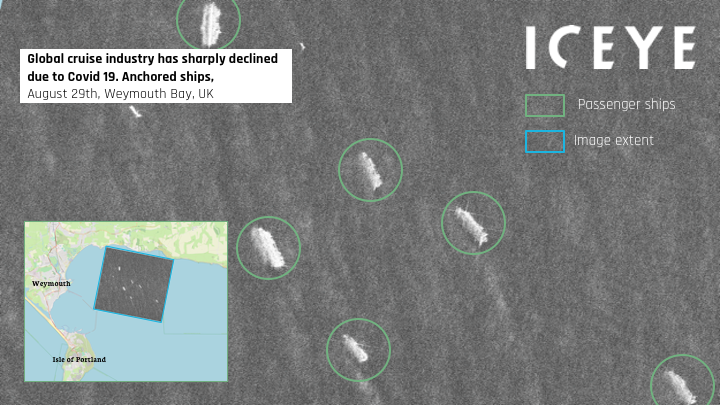 Global cruise industry has sharply declined
due to Covid 19. Anchored ships,
August 29th, Weymouth Bay, UK
ICEYE
Passenger ships
Image extent
Weymouth
Isle of Portland